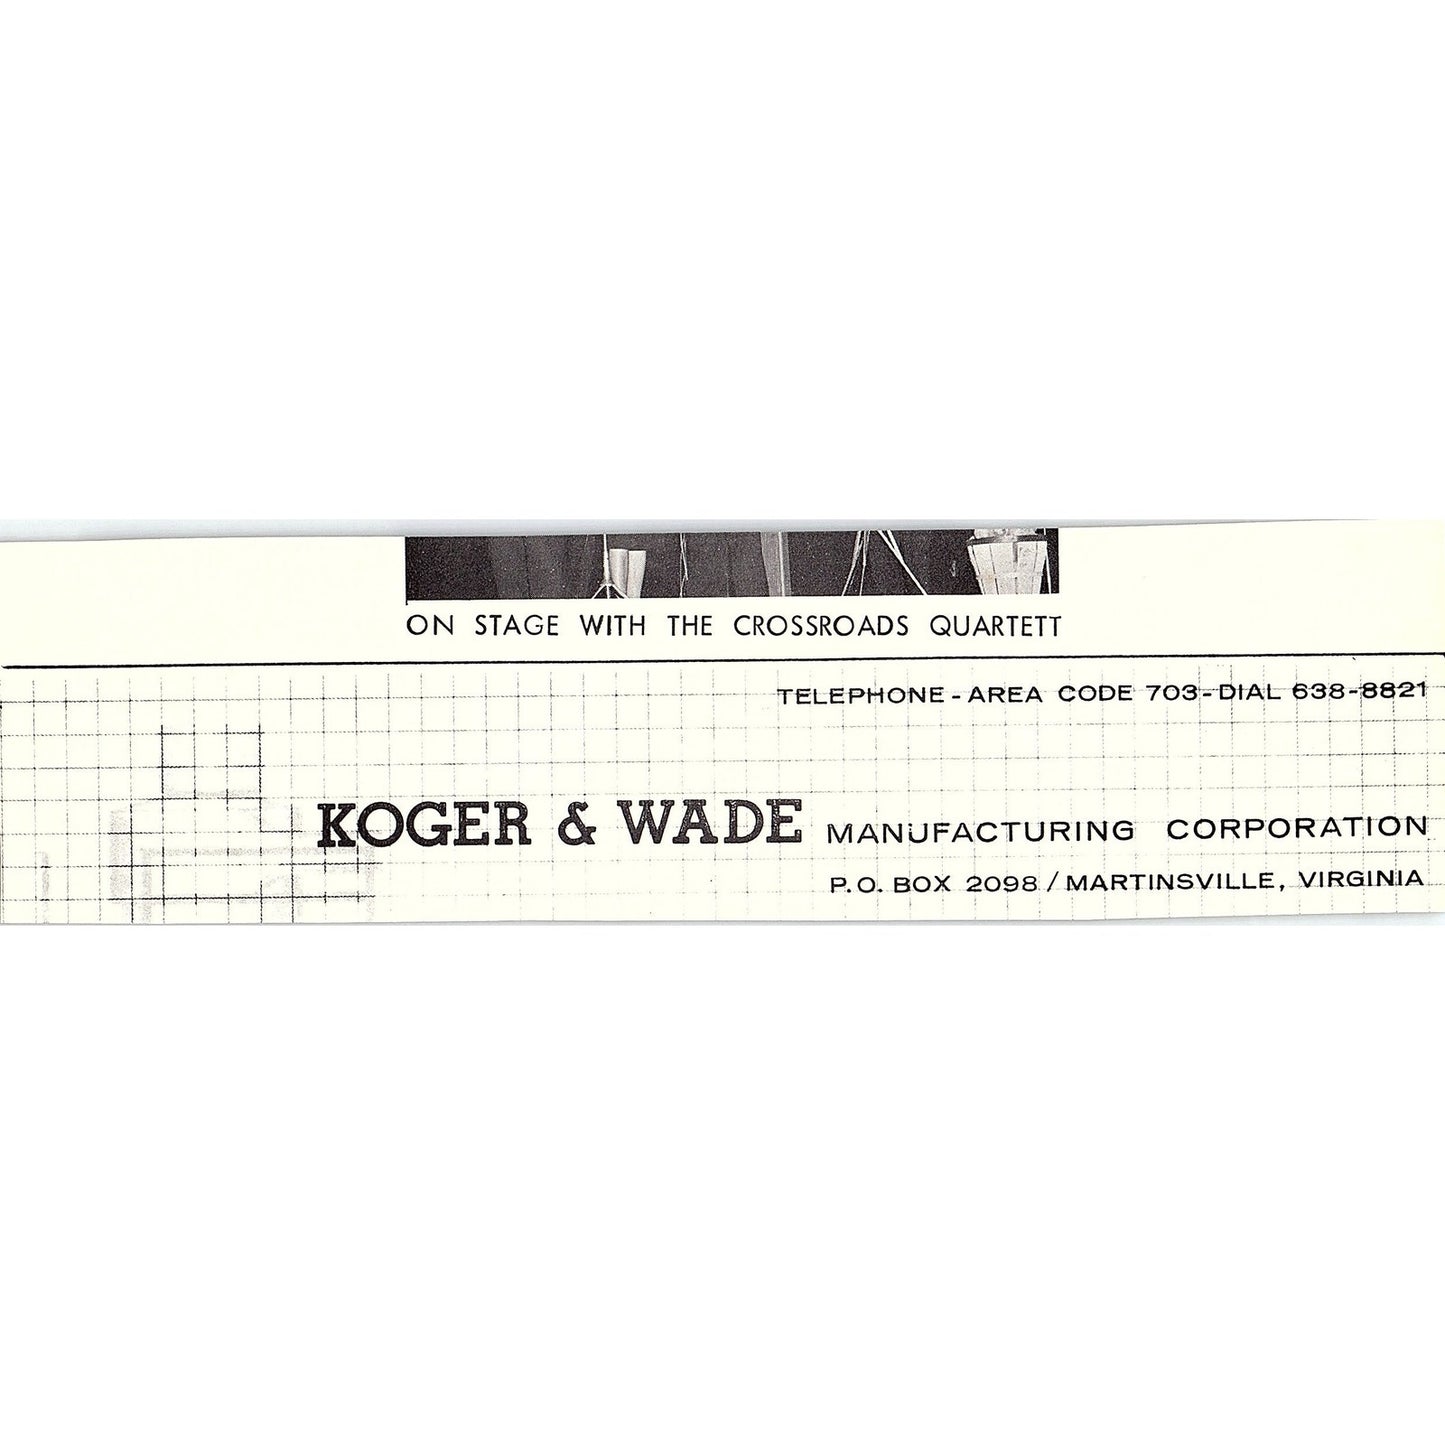 ON STAGE WITH THE CROSSROADS QUARTETT
TELEPHONE - AREA CODE 703 - DIAL 638-8821
KOGER & WADE MANUFACTURING CORPORATION
P.O. BOX 2098 / MARTINSVILLE, VIRGINIA